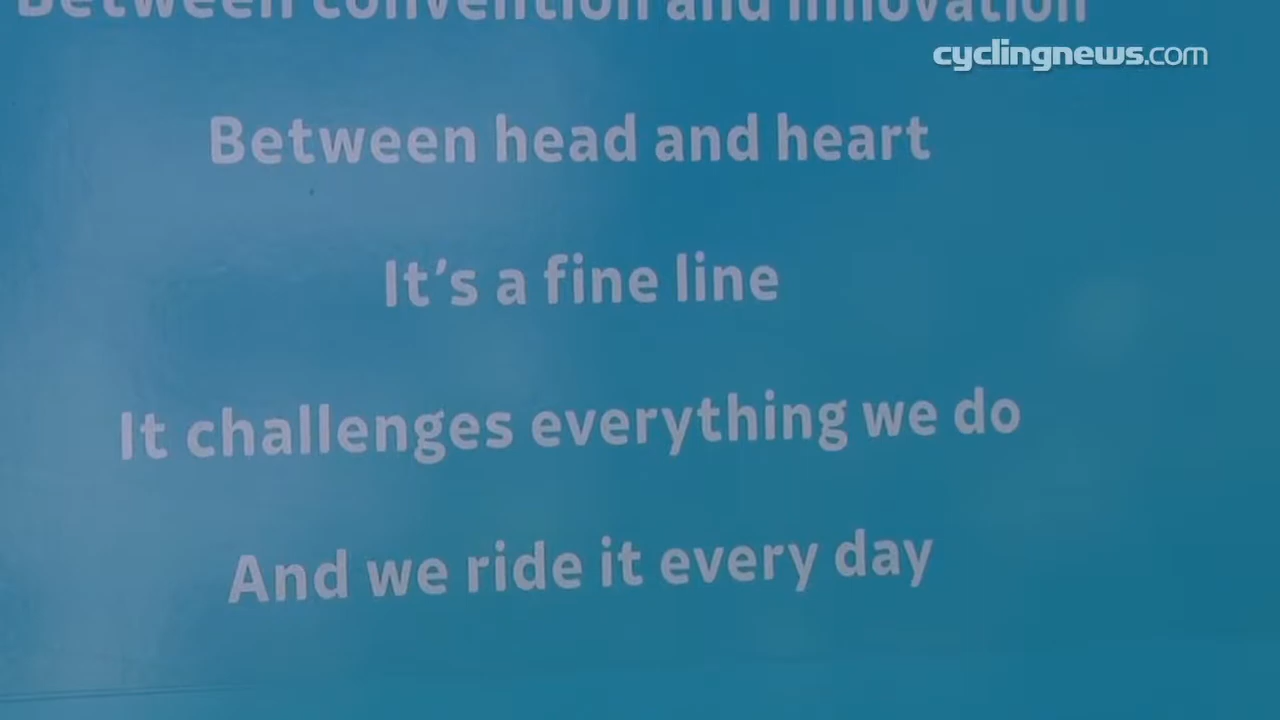 Between convention and innovation
cyclingnews.com
Between head and heart
It's a fine line
It challenges everything we do
And we ride it every day